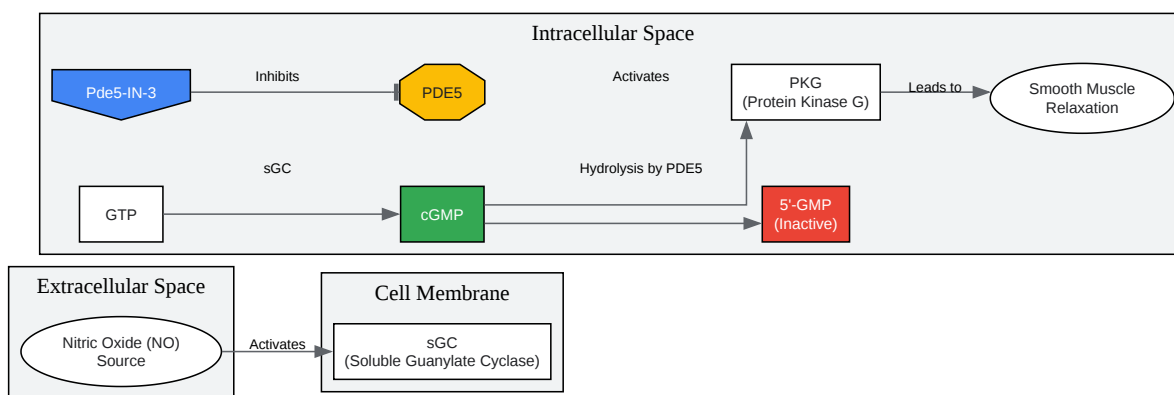 Intracellular Space
Pde5-IN-3
Inhibits
PDE5
Activates
PKG
(Protein Kinase G)
Leads to
Smooth Muscle
Relaxation
sGC
Hydrolysis by PDE5
GTP
cGMP
5'-GMP
(Inactive)
Extracellular Space
Nitric Oxide (NO)
Source
Activates
Cell Membrane
sGC
(Soluble Guanylate Cyclase)